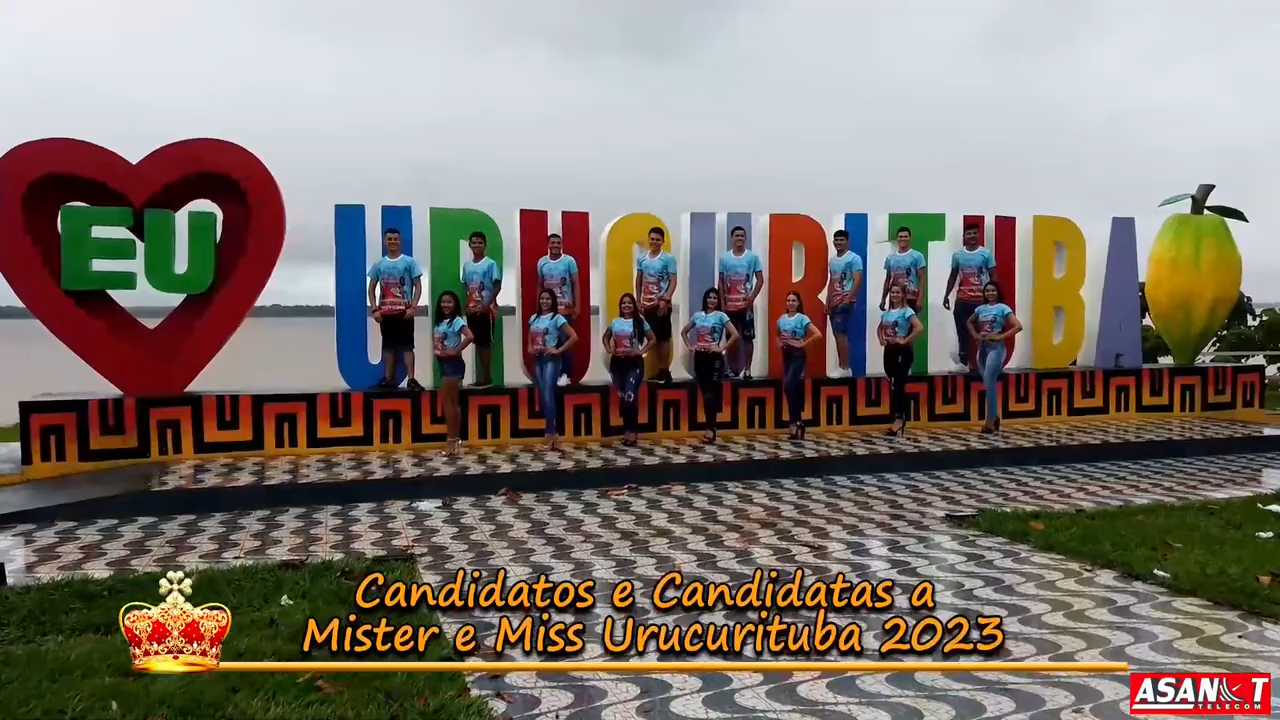 EU
URUCURITUBA
Candidatos e Candidatas a
Mister e Miss Urucurituba 2023
ASANET
TELECOM